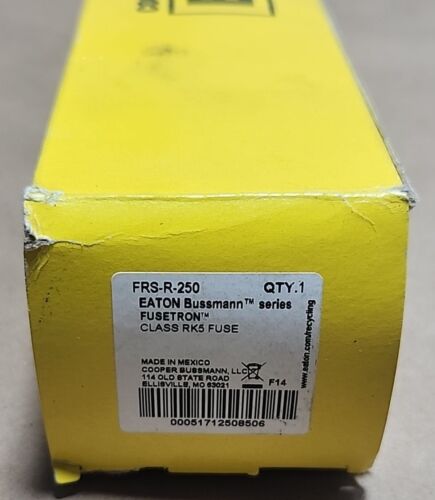 FRS-R-250 QTY.1
EATON Bussmann™ series
FUSETRON™
CLASS RK5 FUSE
MADE IN MEXICO
COOPER BUSSMANN, LLC
114 OLD STATE ROAD
ELLISVILLE, MO 63021
F14
00051712508506
www.eaton.com/recycling